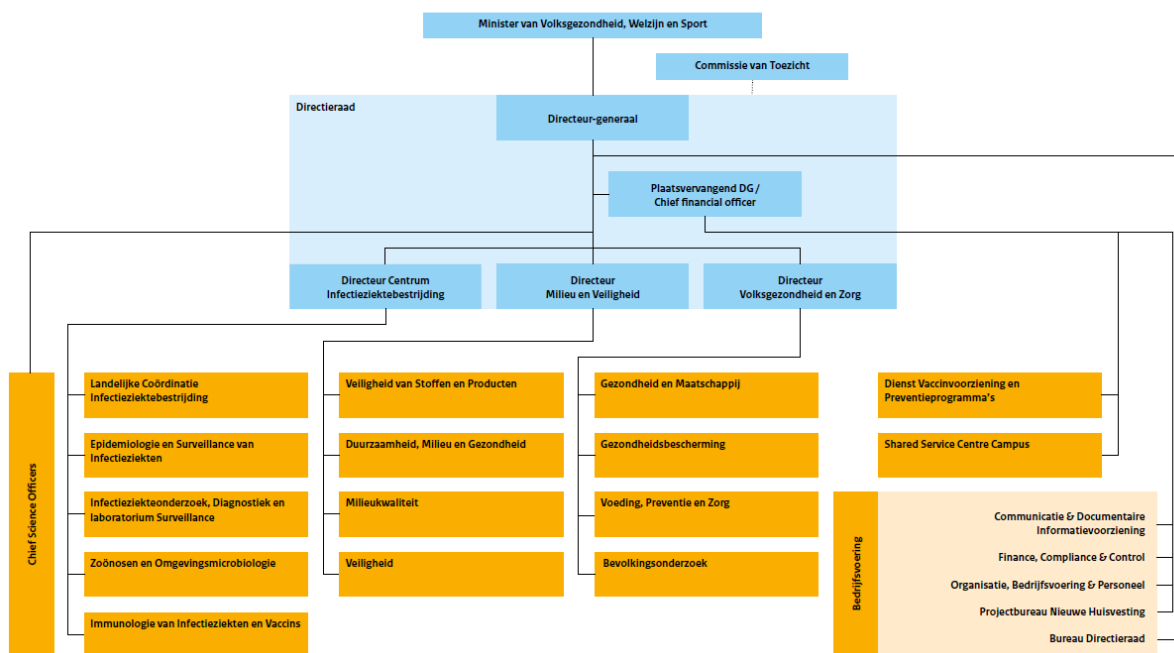 Minister van Volksgezondheid, Welzijn en Sport
Commissie van Toezicht
Directieraad
Directeur-generaal
Plaatsvervangend DG /
Chief financial officer
Directeur Centrum
Infectieziektebestrijding
Directeur
Milieu en Veiligheid
Directeur
Volksgezondheid en Zorg
Chief Science Officers
Landelijke Coördinatie
Infectieziektebestrijding
Epidemiologie en Surveillance van
Infectieziekten
Infectieziekteonderzoek, Diagnostiek en
laboratorium Surveillance
Zoönosen en Omgevingsmicrobiologie
Immunologie van Infectieziekten en Vaccins
Veiligheid van Stoffen en Producten
Duurzaamheid, Milieu en Gezondheid
Milieukwaliteit
Veiligheid
Gezondheid en Maatschappij
Gezondheidsbescherming
Voeding, Preventie en Zorg
Bevolkingsonderzoek
Dienst Vaccinvoorziening en
Preventieprogramma's
Shared Service Centre Campus
Bedrijfsvoering
Communicatie & Documentaire
Informatievoorziening
Finance, Compliance & Control
Organisatie, Bedrijfsvoering & Personeel
Projectbureau Nieuwe Huisvesting
Bureau Directieraad